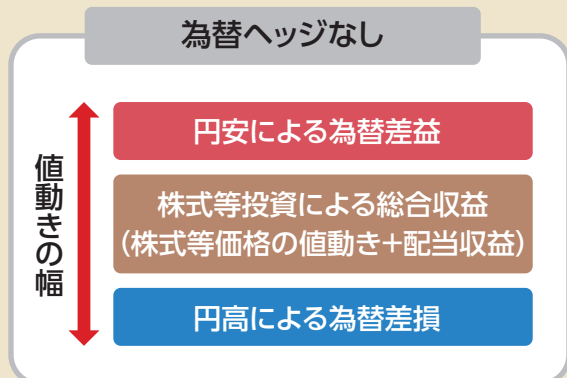 為替ヘッジなし
値動きの幅
円安による為替差益
株式等投資による総合収益
(株式等価格の値動き+配当収益)
円高による為替差損